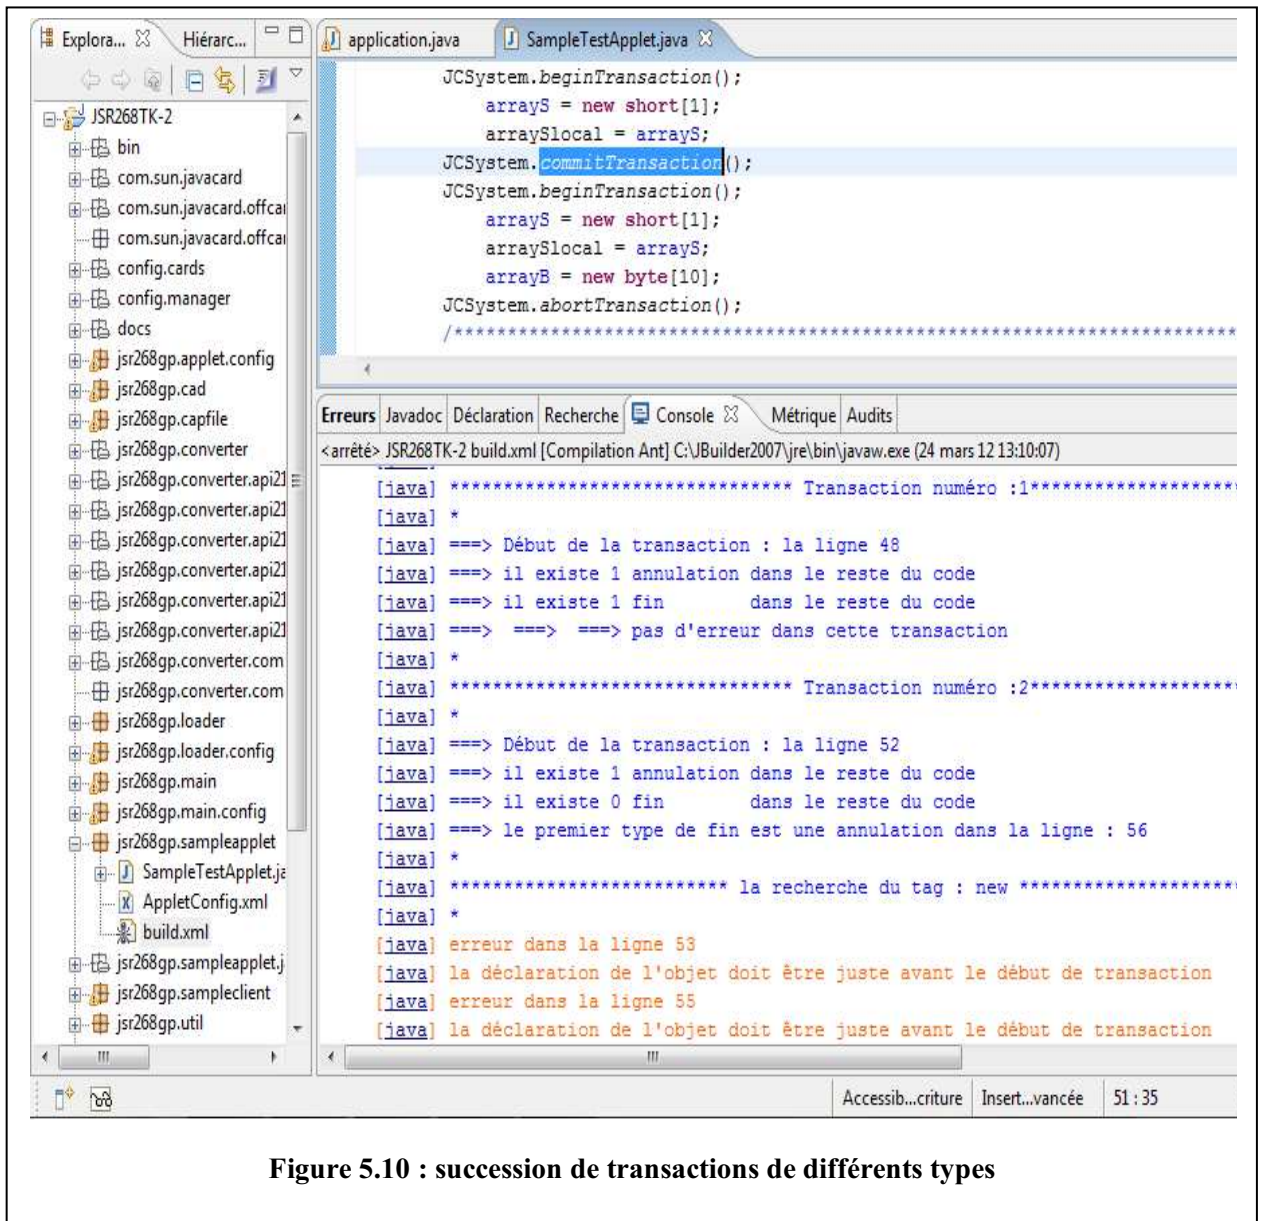 Explora... Hiérarc...
application.java SampleTestApplet.java
JSR268TK-2
bin
com.sun.javacard
com.sun.javacard.offcar
com.sun.javacard.offcar
config.cards
config.manager
docs
jsr268gp.applet.config
jsr268gp.cad
jsr268gp.capfile
jsr268gp.converter
jsr268gp.converter.api21
jsr268gp.converter.api21
jsr268gp.converter.api21
jsr268gp.converter.api21
jsr268gp.converter.api21
jsr268gp.converter.api21
jsr268gp.converter.com
jsr268gp.converter.com
jsr268gp.loader
jsr268gp.loader.config
jsr268gp.main
jsr268gp.main.config
jsr268gp.sampleapplet
SampleTestApplet.ja
AppletConfig.xml
build.xml
jsr268gp.sampleapplet.j
jsr268gp.sampleclient
jsr268gp.util
JCSystem.beginTransaction();
arrayS = new short[1];
arraySlocal = arrayS;
JCSystem.commitTransaction();
JCSystem.beginTransaction();
arrayS = new short[1];
arraySlocal = arrayS;
arrayB = new byte[10];
JCSystem.abortTransaction();
/*************************************************************************
Erreurs Javadoc Déclaration Recherche Console Métrique Audits
<arrêté> JSR268TK-2 build.xml [Compilation Ant] C:\JBuilder2007\jre\bin\javaw.exe (24 mars 12 13:10:07)
[java] ******************************** Transaction numéro :1********************
[java] *
[java] ===> Début de la transaction : la ligne 48
[java] ===> il existe 1 annulation dans le reste du code
[java] ===> il existe 1 fin dans le reste du code
[java] ===> ===> ===> pas d'erreur dans cette transaction
[java] *
[java] ******************************** Transaction numéro :2********************
[java] *
[java] ===> Début de la transaction : la ligne 52
[java] ===> il existe 1 annulation dans le reste du code
[java] ===> il existe 0 fin dans le reste du code
[java] ===> le premier type de fin est une annulation dans la ligne : 56
[java] *
[java] ************************** la recherche du tag : new *********************
[java] *
[java] erreur dans la ligne 53
[java] la déclaration de l'objet doit être juste avant le début de transaction
[java] erreur dans la ligne 55
[java] la déclaration de l'objet doit être juste avant le début de transaction
Accessib...criture Insert...vancée 51 : 35
Figure 5.10 : succession de transactions de différents types